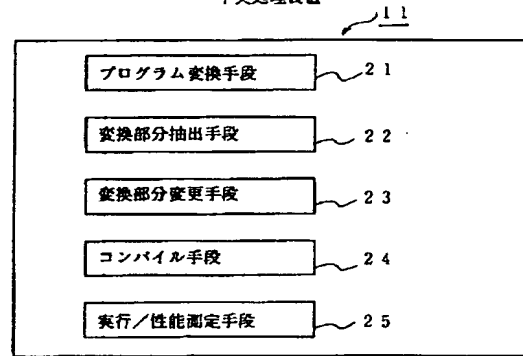 11
プログラム変換手段 21
変換部分抽出手段 22
変換部分変更手段 23
コンパイル手段 24
実行／性能測定手段 25